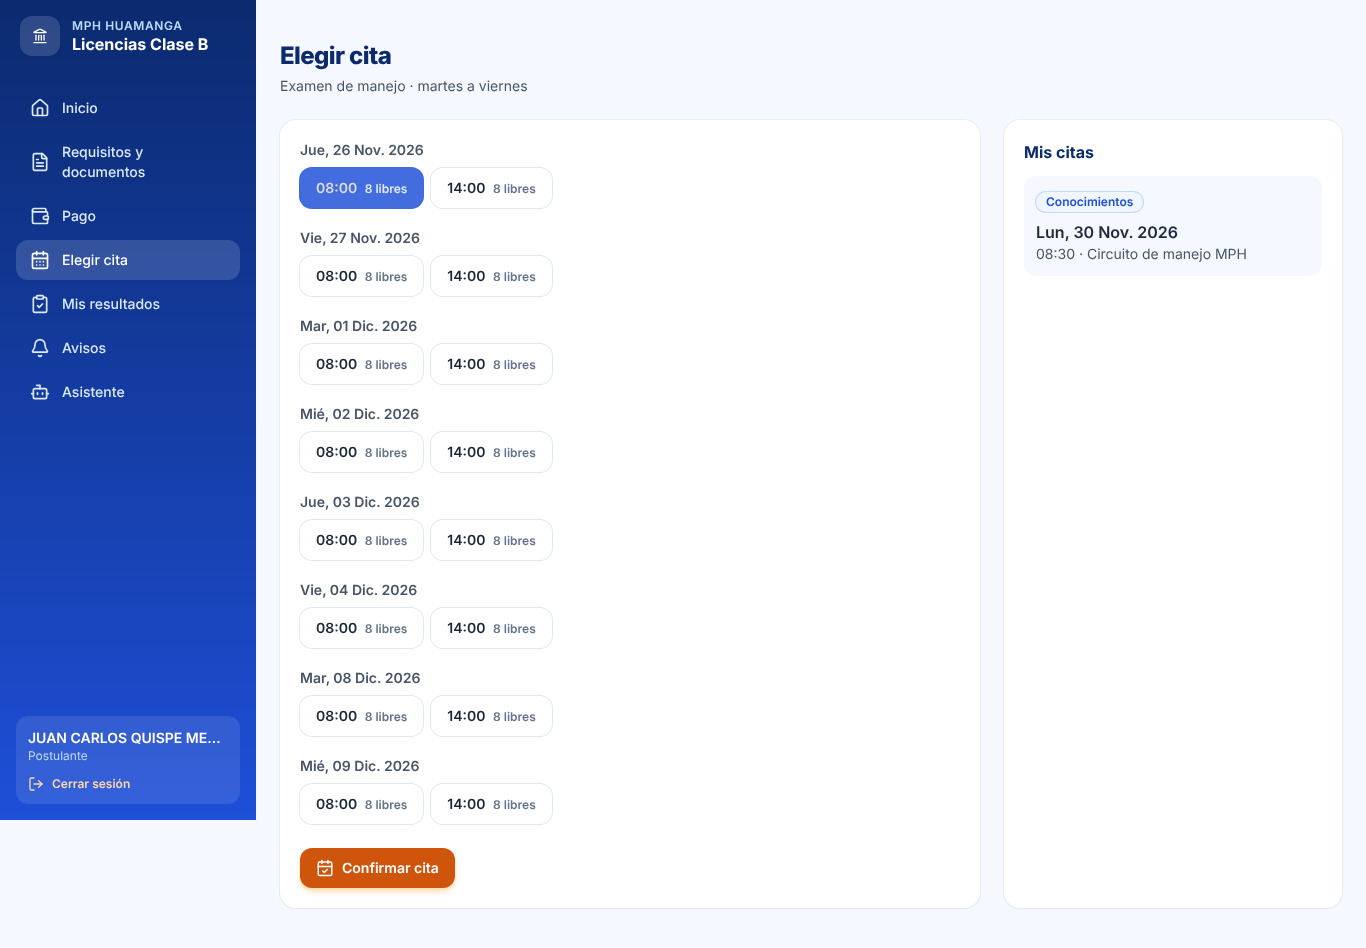 MPH HUAMANGA
Licencias Clase B
Inicio
Requisitos y
documentos
Pago
Elegir cita
Mis resultados
Avisos
Asistente
JUAN CARLOS QUISPE ME...
Postulante
Cerrar sesión
Elegir cita
Examen de manejo · martes a viernes
Jue, 26 Nov. 2026
08:00 8 libres 14:00 8 libres
Vie, 27 Nov. 2026
08:00 8 libres 14:00 8 libres
Mar, 01 Dic. 2026
08:00 8 libres 14:00 8 libres
Mié, 02 Dic. 2026
08:00 8 libres 14:00 8 libres
Jue, 03 Dic. 2026
08:00 8 libres 14:00 8 libres
Vie, 04 Dic. 2026
08:00 8 libres 14:00 8 libres
Mar, 08 Dic. 2026
08:00 8 libres 14:00 8 libres
Mié, 09 Dic. 2026
08:00 8 libres 14:00 8 libres
Confirmar cita
Mis citas
Conocimientos
Lun, 30 Nov. 2026
08:30 · Circuito de manejo MPH